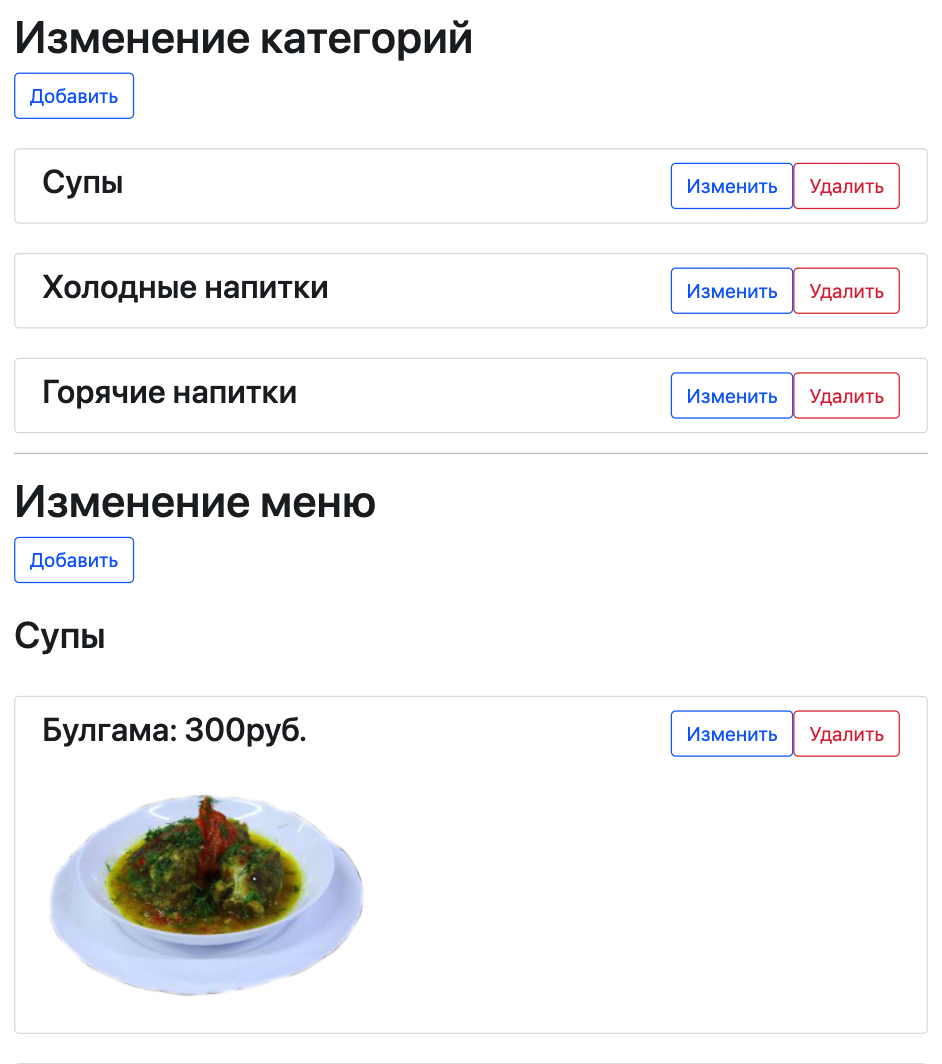 Изменение категорий
Добавить
Супы
Изменить Удалить
Холодные напитки
Изменить Удалить
Горячие напитки
Изменить Удалить
Изменение меню
Добавить
Супы
Булгама: 300руб.
Изменить Удалить